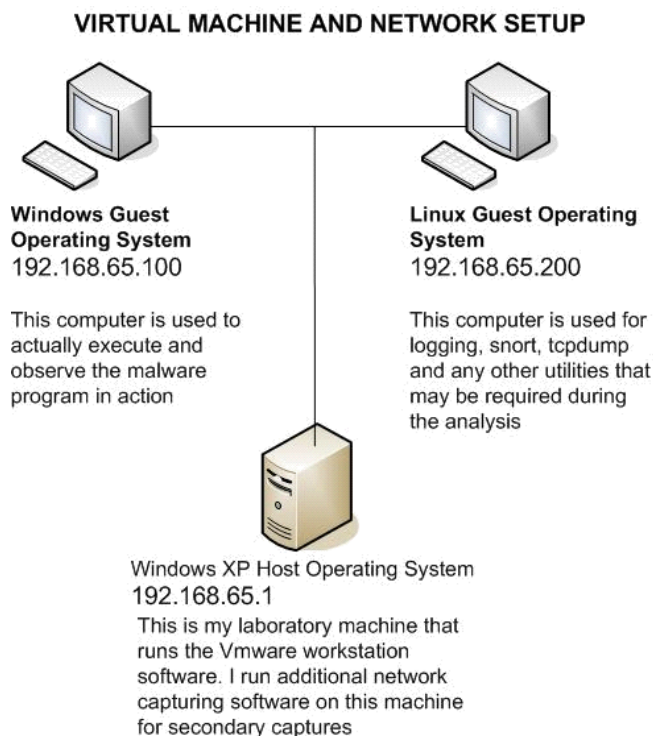 VIRTUAL MACHINE AND NETWORK SETUP
Windows Guest
Operating System
192.168.65.100
This computer is used to
actually execute and
observe the malware
program in action
Linux Guest Operating
System
192.168.65.200
This computer is used for
logging, snort, tcpdump
and any other utilities that
may be required during
the analysis
Windows XP Host Operating System
192.168.65.1
This is my laboratory machine that
runs the Vmware workstation
software. I run additional network
capturing software on this machine
for secondary captures